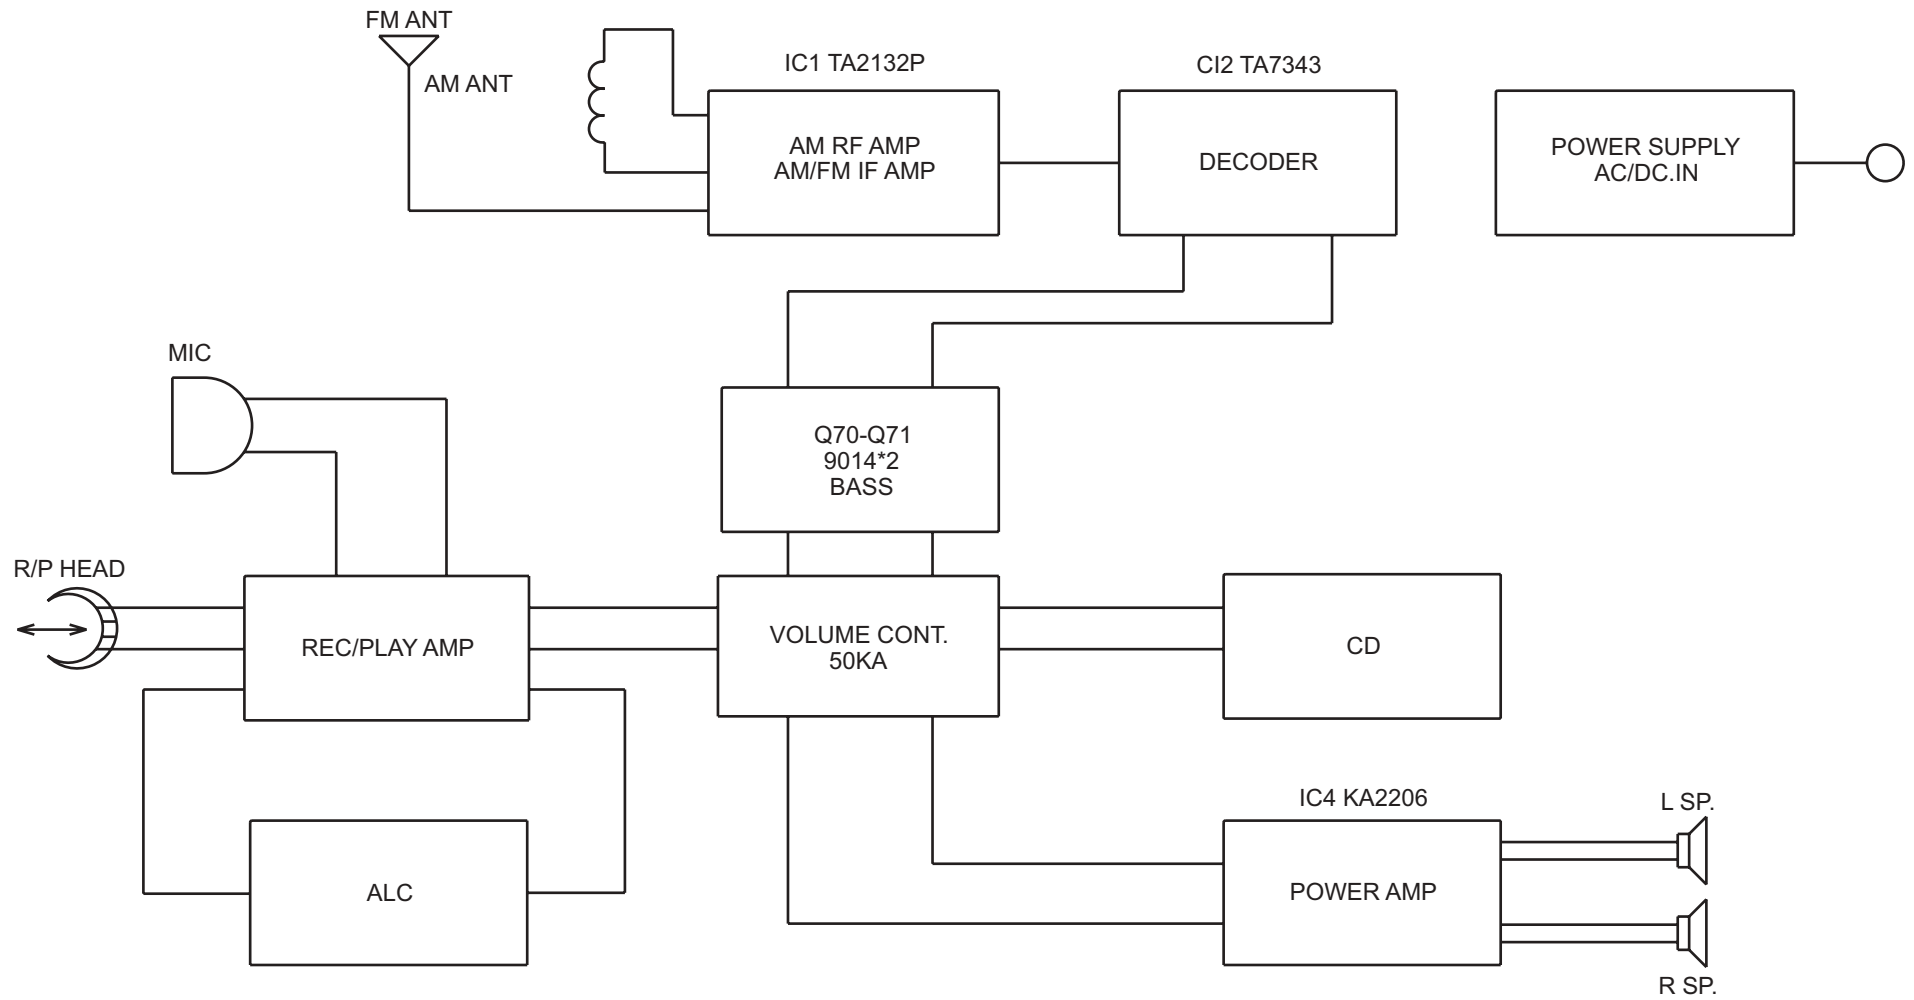 FM ANT
AM ANT
IC1 TA2132P
CI2 TA7343
AM RF AMP
AM/FM IF AMP
DECODER
POWER SUPPLY
AC/DC.IN
MIC
Q70-Q71
9014*2
BASS
R/P HEAD
REC/PLAY AMP
VOLUME CONT.
50KA
CD
ALC
IC4 KA2206
POWER AMP
L SP.
R SP.